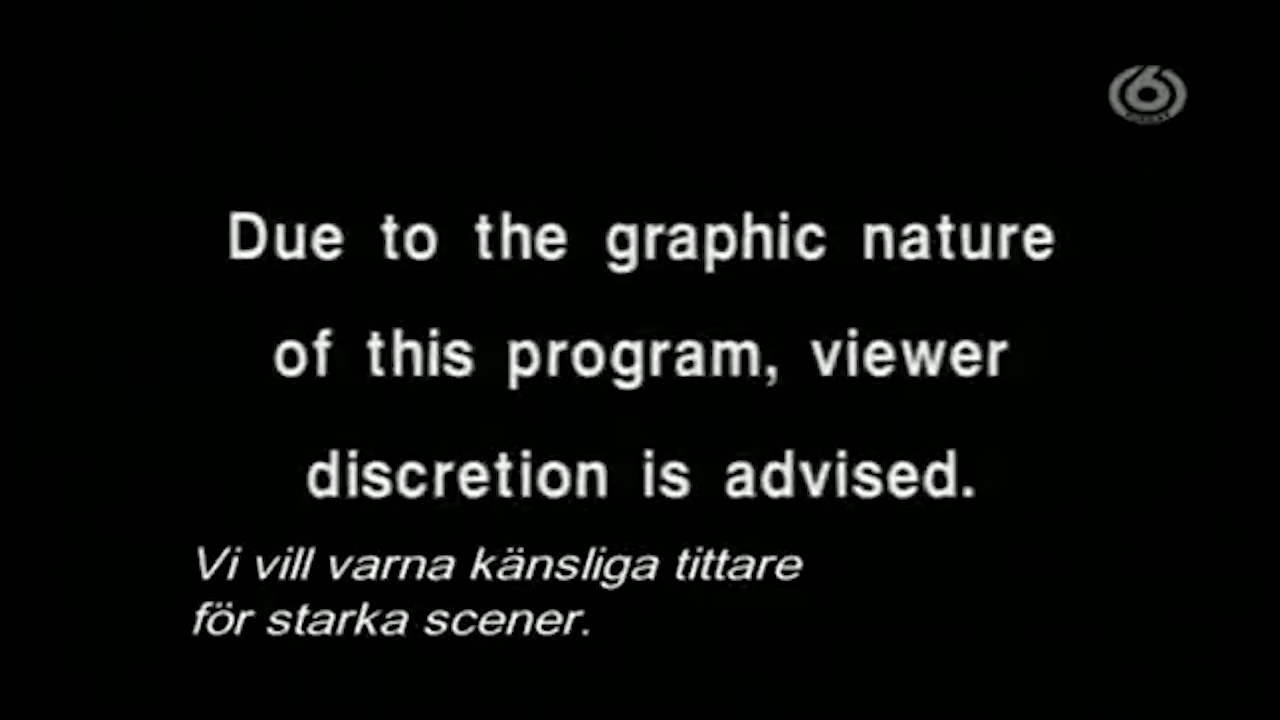 6
Due to the graphic nature
of this program, viewer
discretion is advised.
Vi vill varna känsliga tittare
för starka scener.